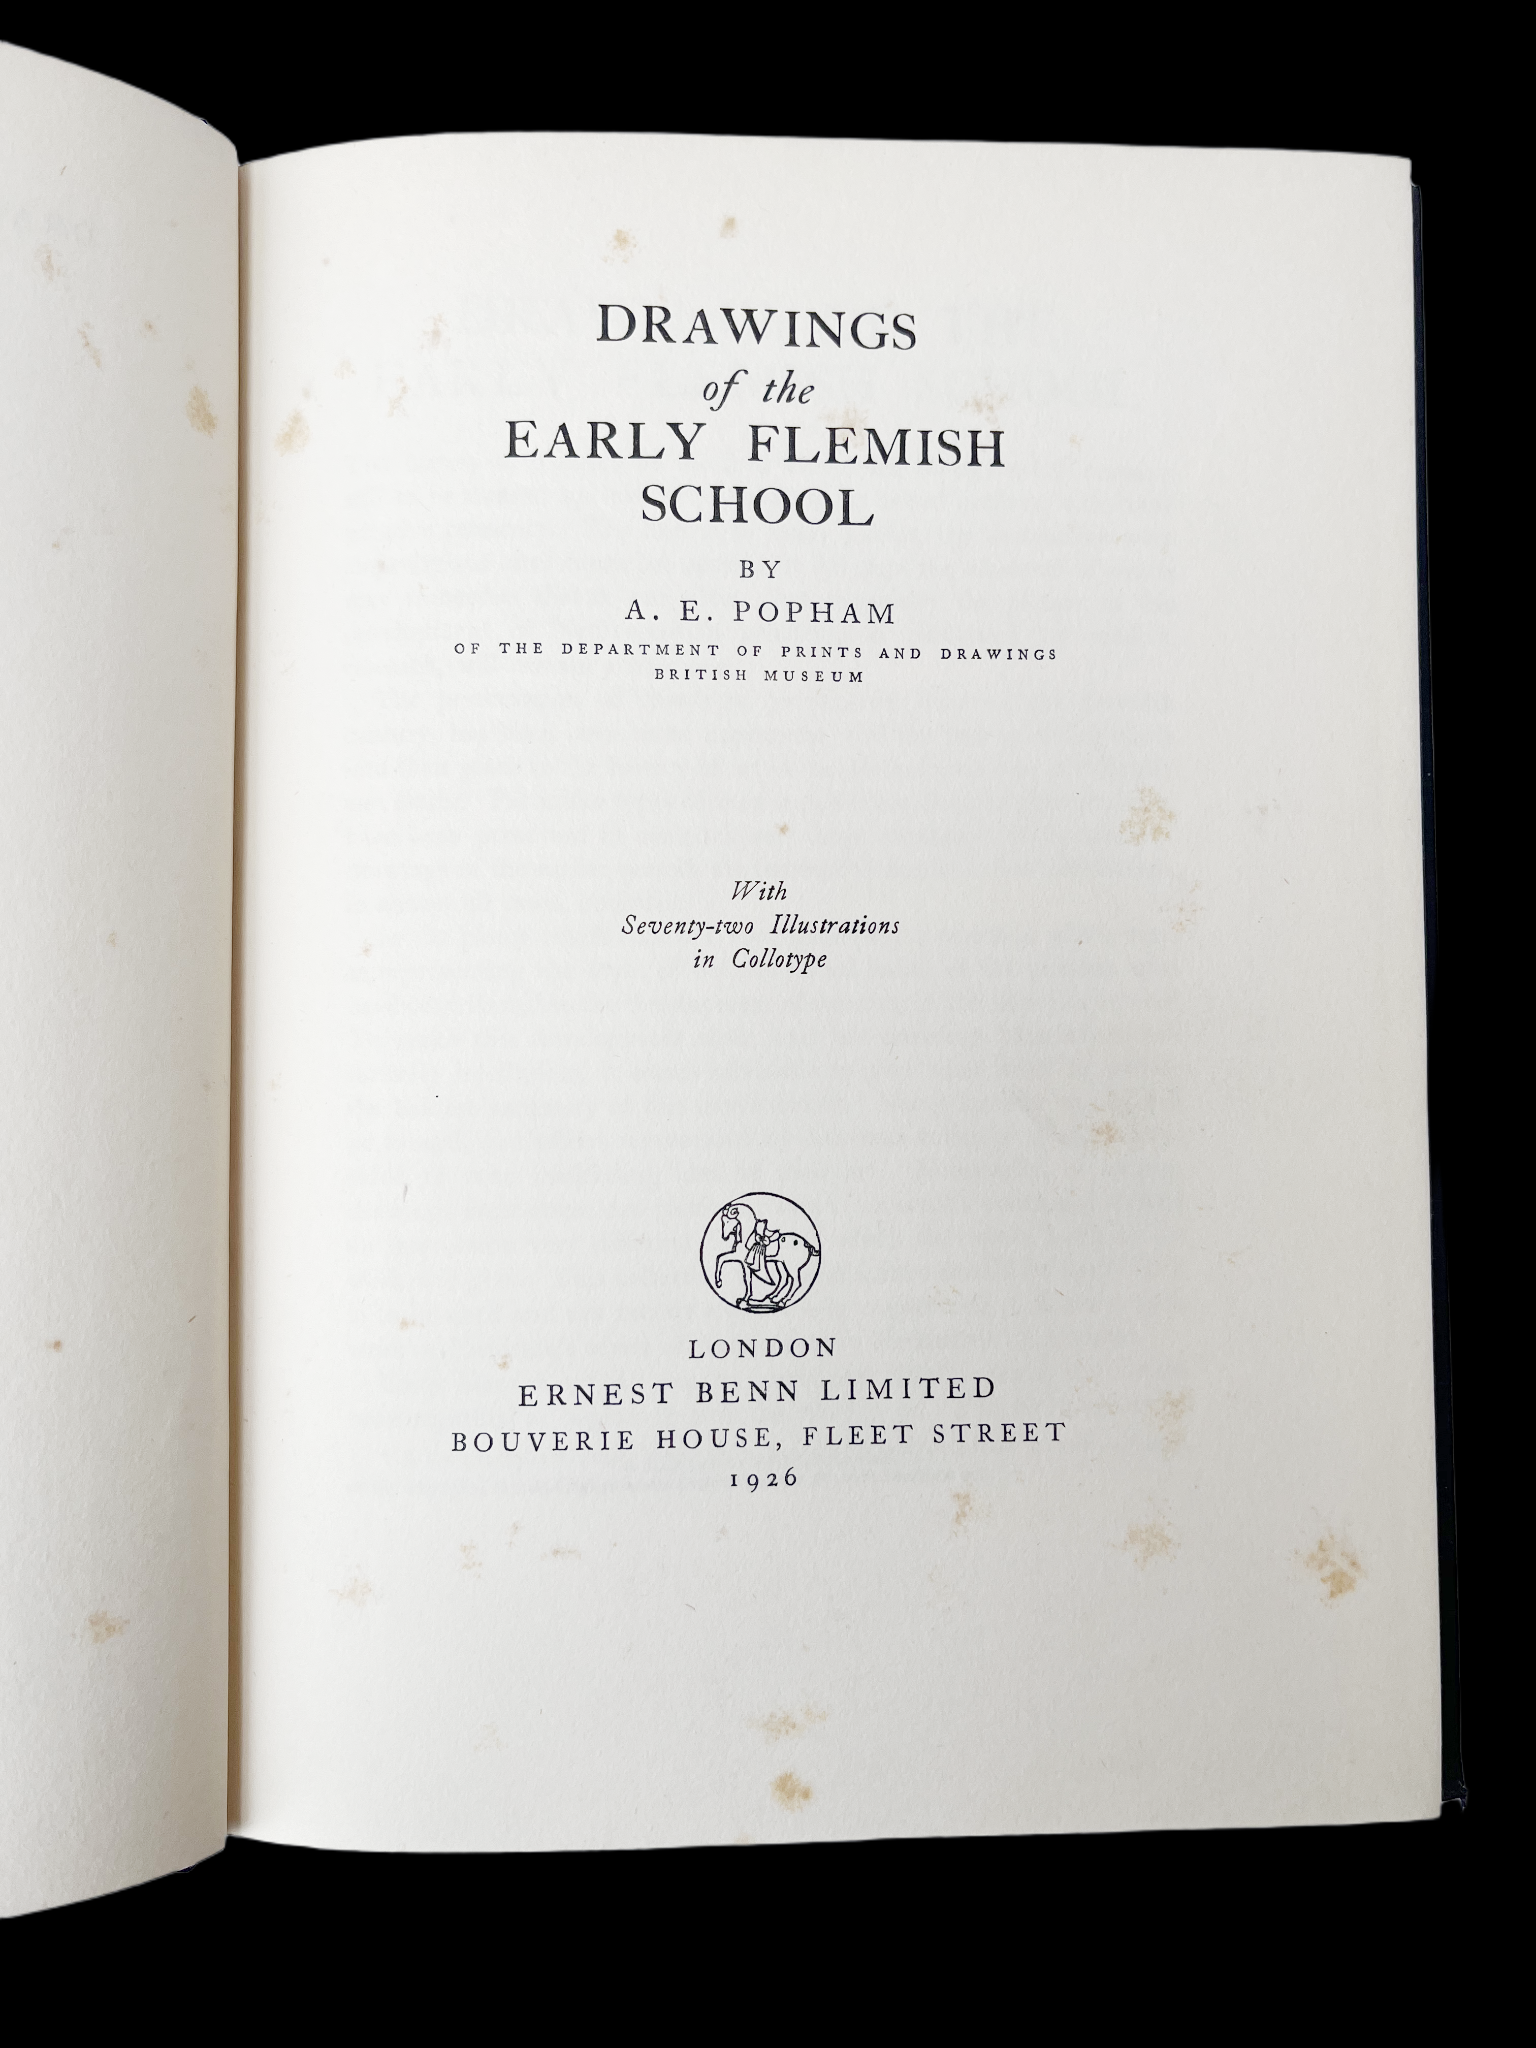 DRAWINGS
of the
EARLY FLEMISH
SCHOOL
BY
A. E. POPHAM
OF THE DEPARTMENT OF PRINTS AND DRAWINGS
BRITISH MUSEUM
With
Seventy-two Illustrations
in Collotype
LONDON
ERNEST BENN LIMITED
BOUVERIE HOUSE, FLEET STREET
1926